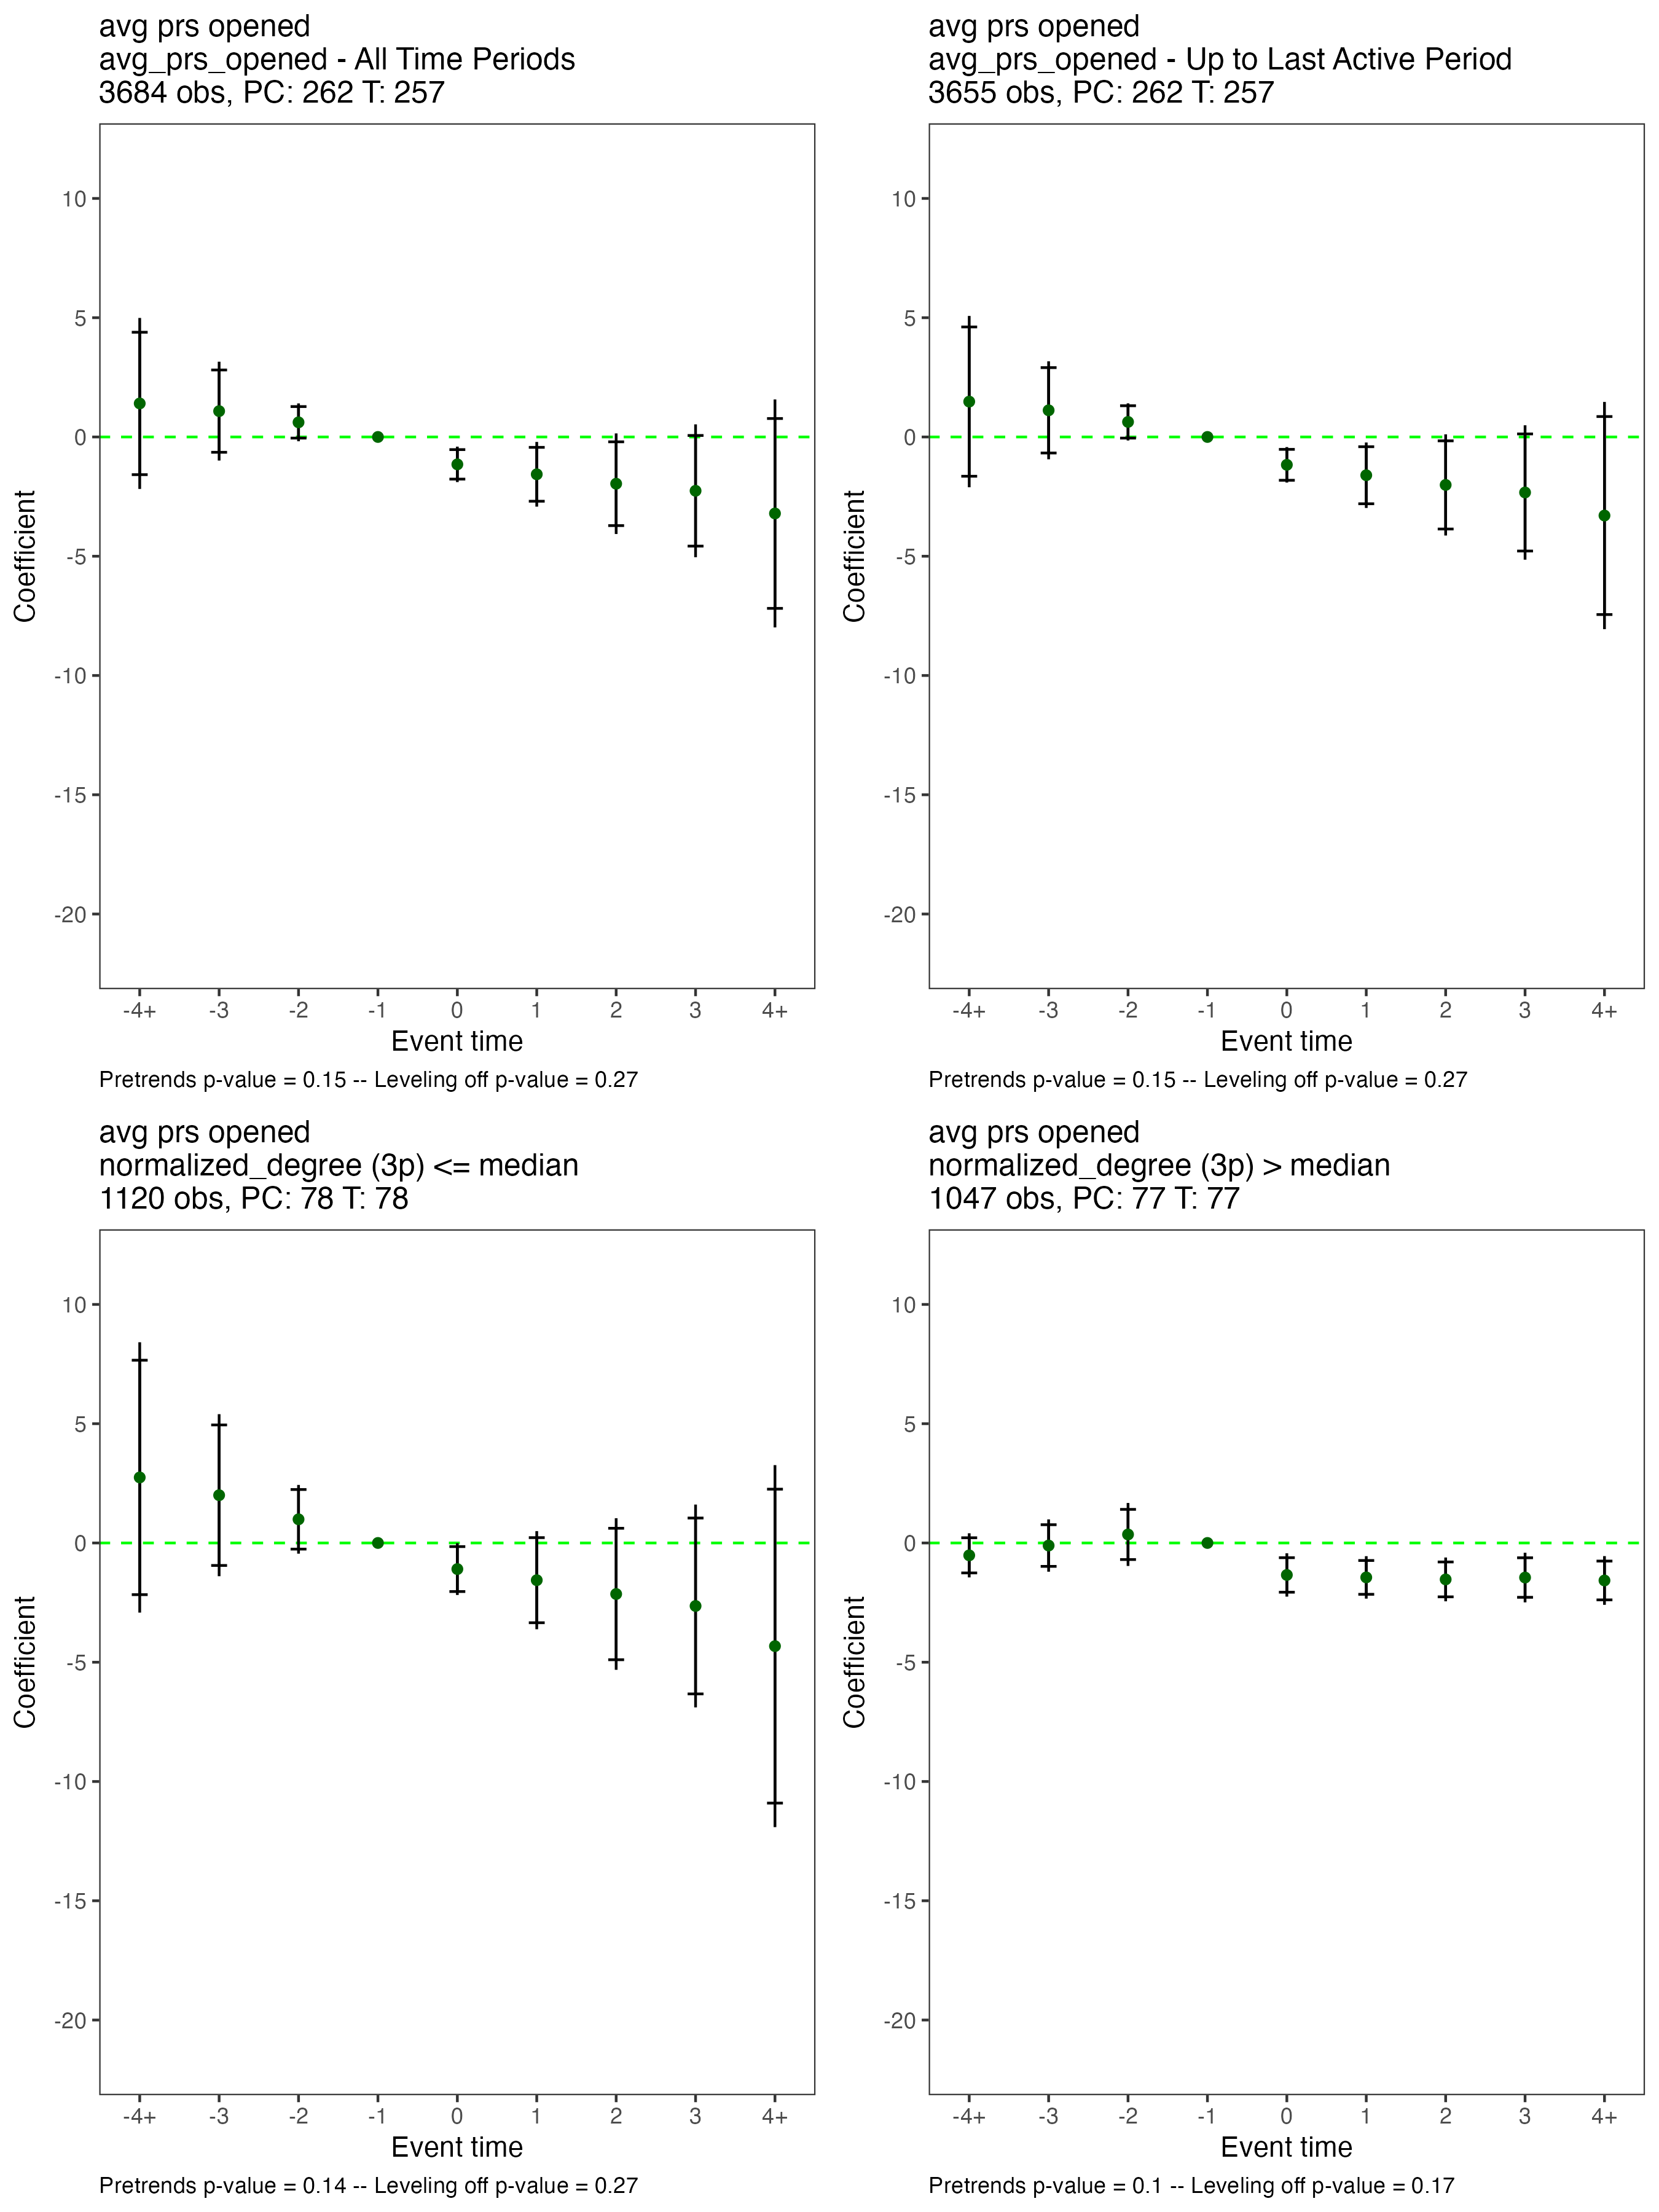 avg prs opened
avg_prs_opened - All Time Periods
3684 obs, PC: 262 T: 257
10
5
0
-5
-10
-15
-20
Coefficient
-4+ -3 -2 -1 0 1 2 3 4+
Event time
Pretrends p-value = 0.15 -- Leveling off p-value = 0.27
avg prs opened
avg_prs_opened - Up to Last Active Period
3655 obs, PC: 262 T: 257
10
5
0
-5
-10
-15
-20
Coefficient
-4+ -3 -2 -1 0 1 2 3 4+
Event time
Pretrends p-value = 0.15 -- Leveling off p-value = 0.27
avg prs opened
normalized_degree (3p) <= median
1120 obs, PC: 78 T: 78
10
5
0
-5
-10
-15
-20
Coefficient
-4+ -3 -2 -1 0 1 2 3 4+
Event time
Pretrends p-value = 0.14 -- Leveling off p-value = 0.27
avg prs opened
normalized_degree (3p) > median
1047 obs, PC: 77 T: 77
10
5
0
-5
-10
-15
-20
Coefficient
-4+ -3 -2 -1 0 1 2 3 4+
Event time
Pretrends p-value = 0.1 -- Leveling off p-value = 0.17